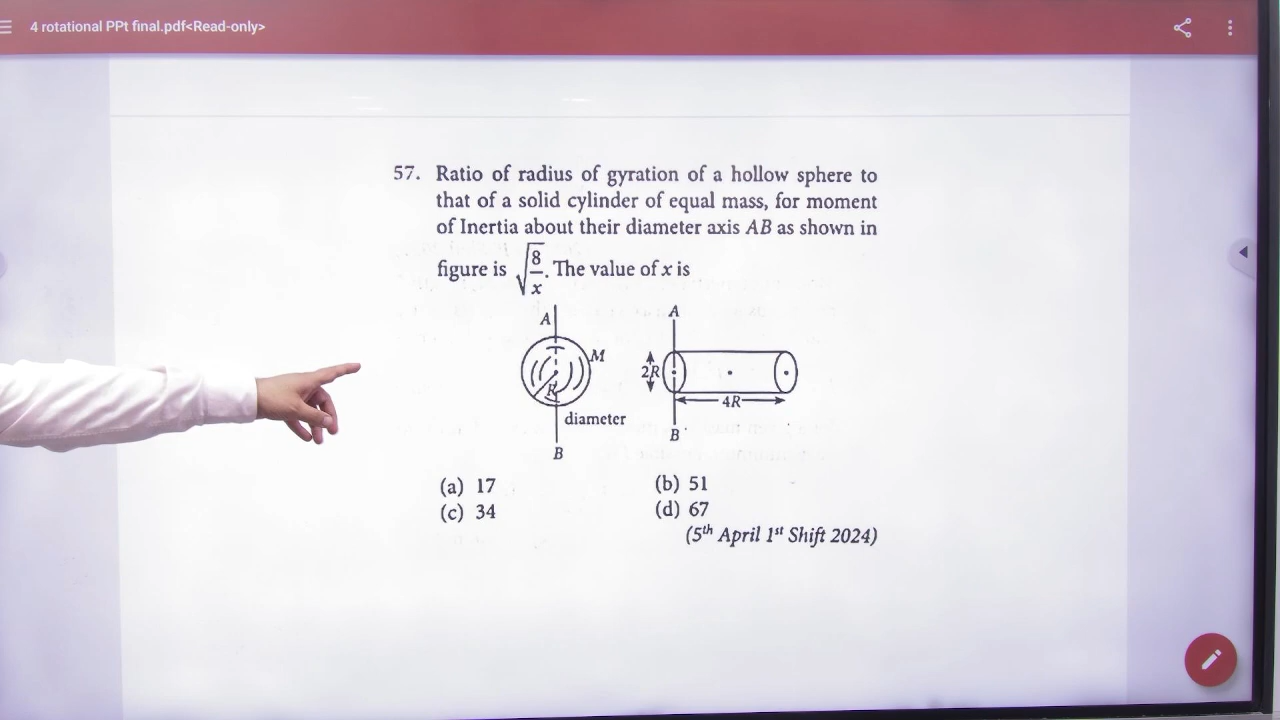 4 rotational PPt final.pdf<Read-only>
57. Ratio of radius of gyration of a hollow sphere to
that of a solid cylinder of equal mass, for moment
of Inertia about their diameter axis AB as shown in
figure is √(8/x). The value of x is
A
A
M
2R
R
4R
diameter
B
B
(a) 17
(b) 51
(c) 34
(d) 67
(5th April 1st Shift 2024)